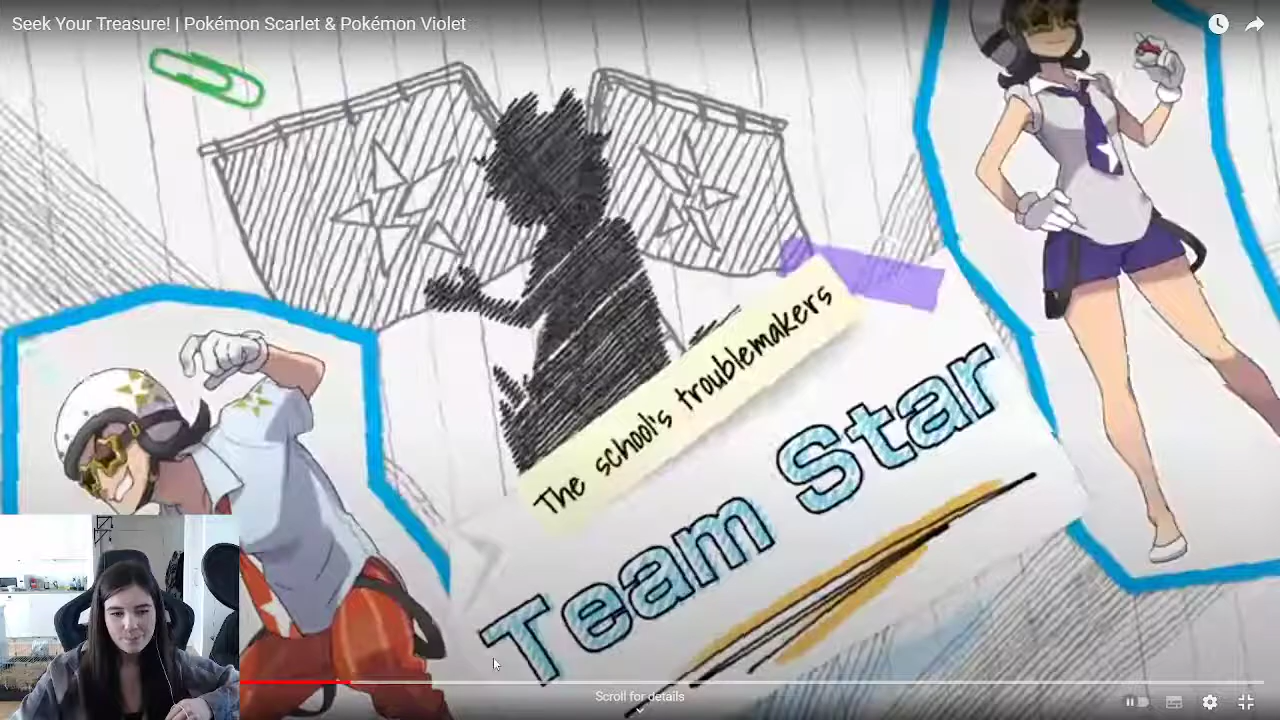 Seek Your Treasure! | Pokémon Scarlet & Pokémon Violet
The school's troublemakers
Team Star
Scroll for details